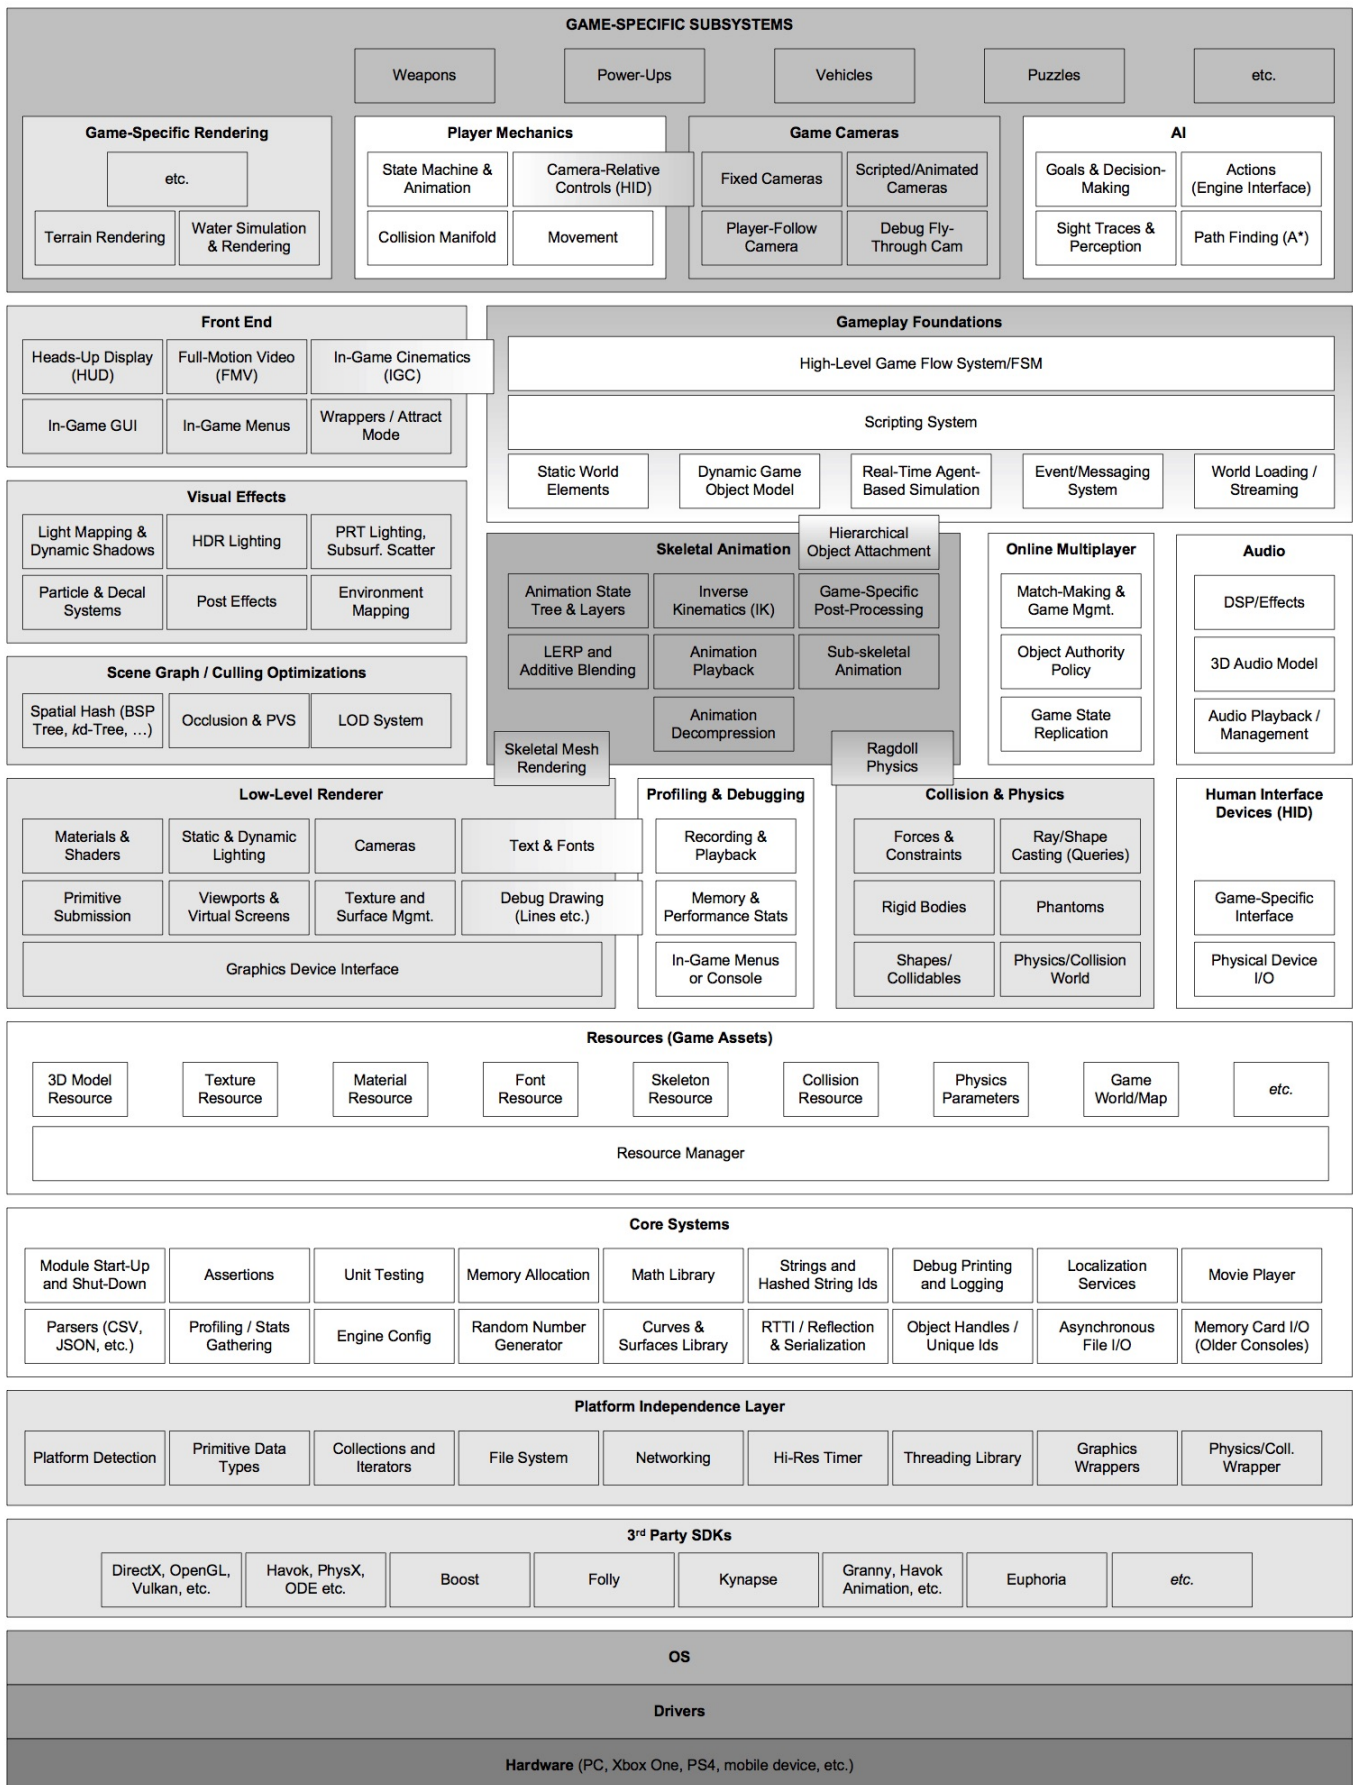 GAME-SPECIFIC SUBSYSTEMS
Weapons
Power-Ups
Vehicles
Puzzles
etc.
Game-Specific Rendering
etc.
Terrain Rendering
Water Simulation
& Rendering
Player Mechanics
State Machine &
Animation
Camera-Relative
Controls (HID)
Collision Manifold
Movement
Game Cameras
Fixed Cameras
Scripted/Animated
Cameras
Player-Follow
Camera
Debug Fly-
Through Cam
AI
Goals & Decision-
Making
Actions
(Engine Interface)
Sight Traces &
Perception
Path Finding (A*)
Front End
Heads-Up Display
(HUD)
Full-Motion Video
(FMV)
In-Game Cinematics
(IGC)
In-Game GUI
In-Game Menus
Wrappers / Attract
Mode
Gameplay Foundations
High-Level Game Flow System/FSM
Scripting System
Static World
Elements
Dynamic Game
Object Model
Real-Time Agent-
Based Simulation
Event/Messaging
System
World Loading /
Streaming
Visual Effects
Light Mapping &
Dynamic Shadows
HDR Lighting
PRT Lighting,
Subsurf. Scatter
Particle & Decal
Systems
Post Effects
Environment
Mapping
Hierarchical
Object Attachment
Skeletal Animation
Animation State
Tree & Layers
Inverse
Kinematics (IK)
Game-Specific
Post-Processing
LERP and
Additive Blending
Animation
Playback
Sub-skeletal
Animation
Animation
Decompression
Online Multiplayer
Match-Making &
Game Mgmt.
Object Authority
Policy
Game State
Replication
Audio
DSP/Effects
3D Audio Model
Audio Playback /
Management
Scene Graph / Culling Optimizations
Spatial Hash (BSP
Tree, kd-Tree, …)
Occlusion & PVS
LOD System
Skeletal Mesh
Rendering
Ragdoll
Physics
Low-Level Renderer
Materials &
Shaders
Static & Dynamic
Lighting
Cameras
Text & Fonts
Primitive
Submission
Viewports &
Virtual Screens
Texture and
Surface Mgmt.
Debug Drawing
(Lines etc.)
Graphics Device Interface
Profiling & Debugging
Recording &
Playback
Memory &
Performance Stats
In-Game Menus
or Console
Collision & Physics
Forces &
Constraints
Ray/Shape
Casting (Queries)
Rigid Bodies
Phantoms
Shapes/
Collidables
Physics/Collision
World
Human Interface
Devices (HID)
Game-Specific
Interface
Physical Device
I/O
Resources (Game Assets)
3D Model
Resource
Texture
Resource
Material
Resource
Font
Resource
Skeleton
Resource
Collision
Resource
Physics
Parameters
Game
World/Map
etc.
Resource Manager
Core Systems
Module Start-Up
and Shut-Down
Assertions
Unit Testing
Memory Allocation
Math Library
Strings and
Hashed String Ids
Debug Printing
and Logging
Localization
Services
Movie Player
Parsers (CSV,
JSON, etc.)
Profiling / Stats
Gathering
Engine Config
Random Number
Generator
Curves &
Surfaces Library
RTTI / Reflection
& Serialization
Object Handles /
Unique Ids
Asynchronous
File I/O
Memory Card I/O
(Older Consoles)
Platform Independence Layer
Platform Detection
Primitive Data
Types
Collections and
Iterators
File System
Networking
Hi-Res Timer
Threading Library
Graphics
Wrappers
Physics/Coll.
Wrapper
3rd Party SDKs
DirectX, OpenGL,
Vulkan, etc.
Havok, PhysX,
ODE etc.
Boost
Folly
Kynapse
Granny, Havok
Animation, etc.
Euphoria
etc.
OS
Drivers
Hardware (PC, Xbox One, PS4, mobile device, etc.)